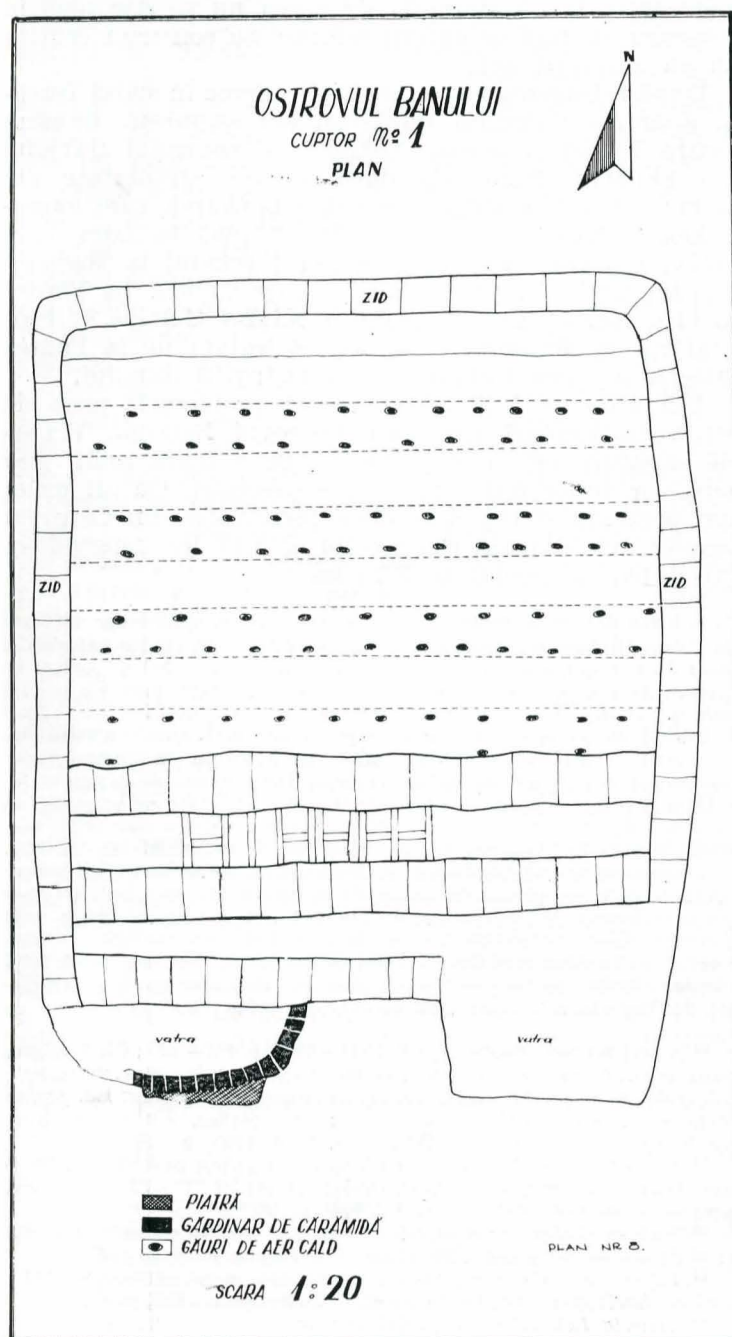 OSTROVUL BANULUI
CUPTOR Nº 1
PLAN
N
ZID
ZID
ZID
vatra
vatra
PIATRĂ
GĂRDINAR DE CĂRĂMIDĂ
GĂURI DE AER CALD
PLAN NR 8.
SCARA 1:20